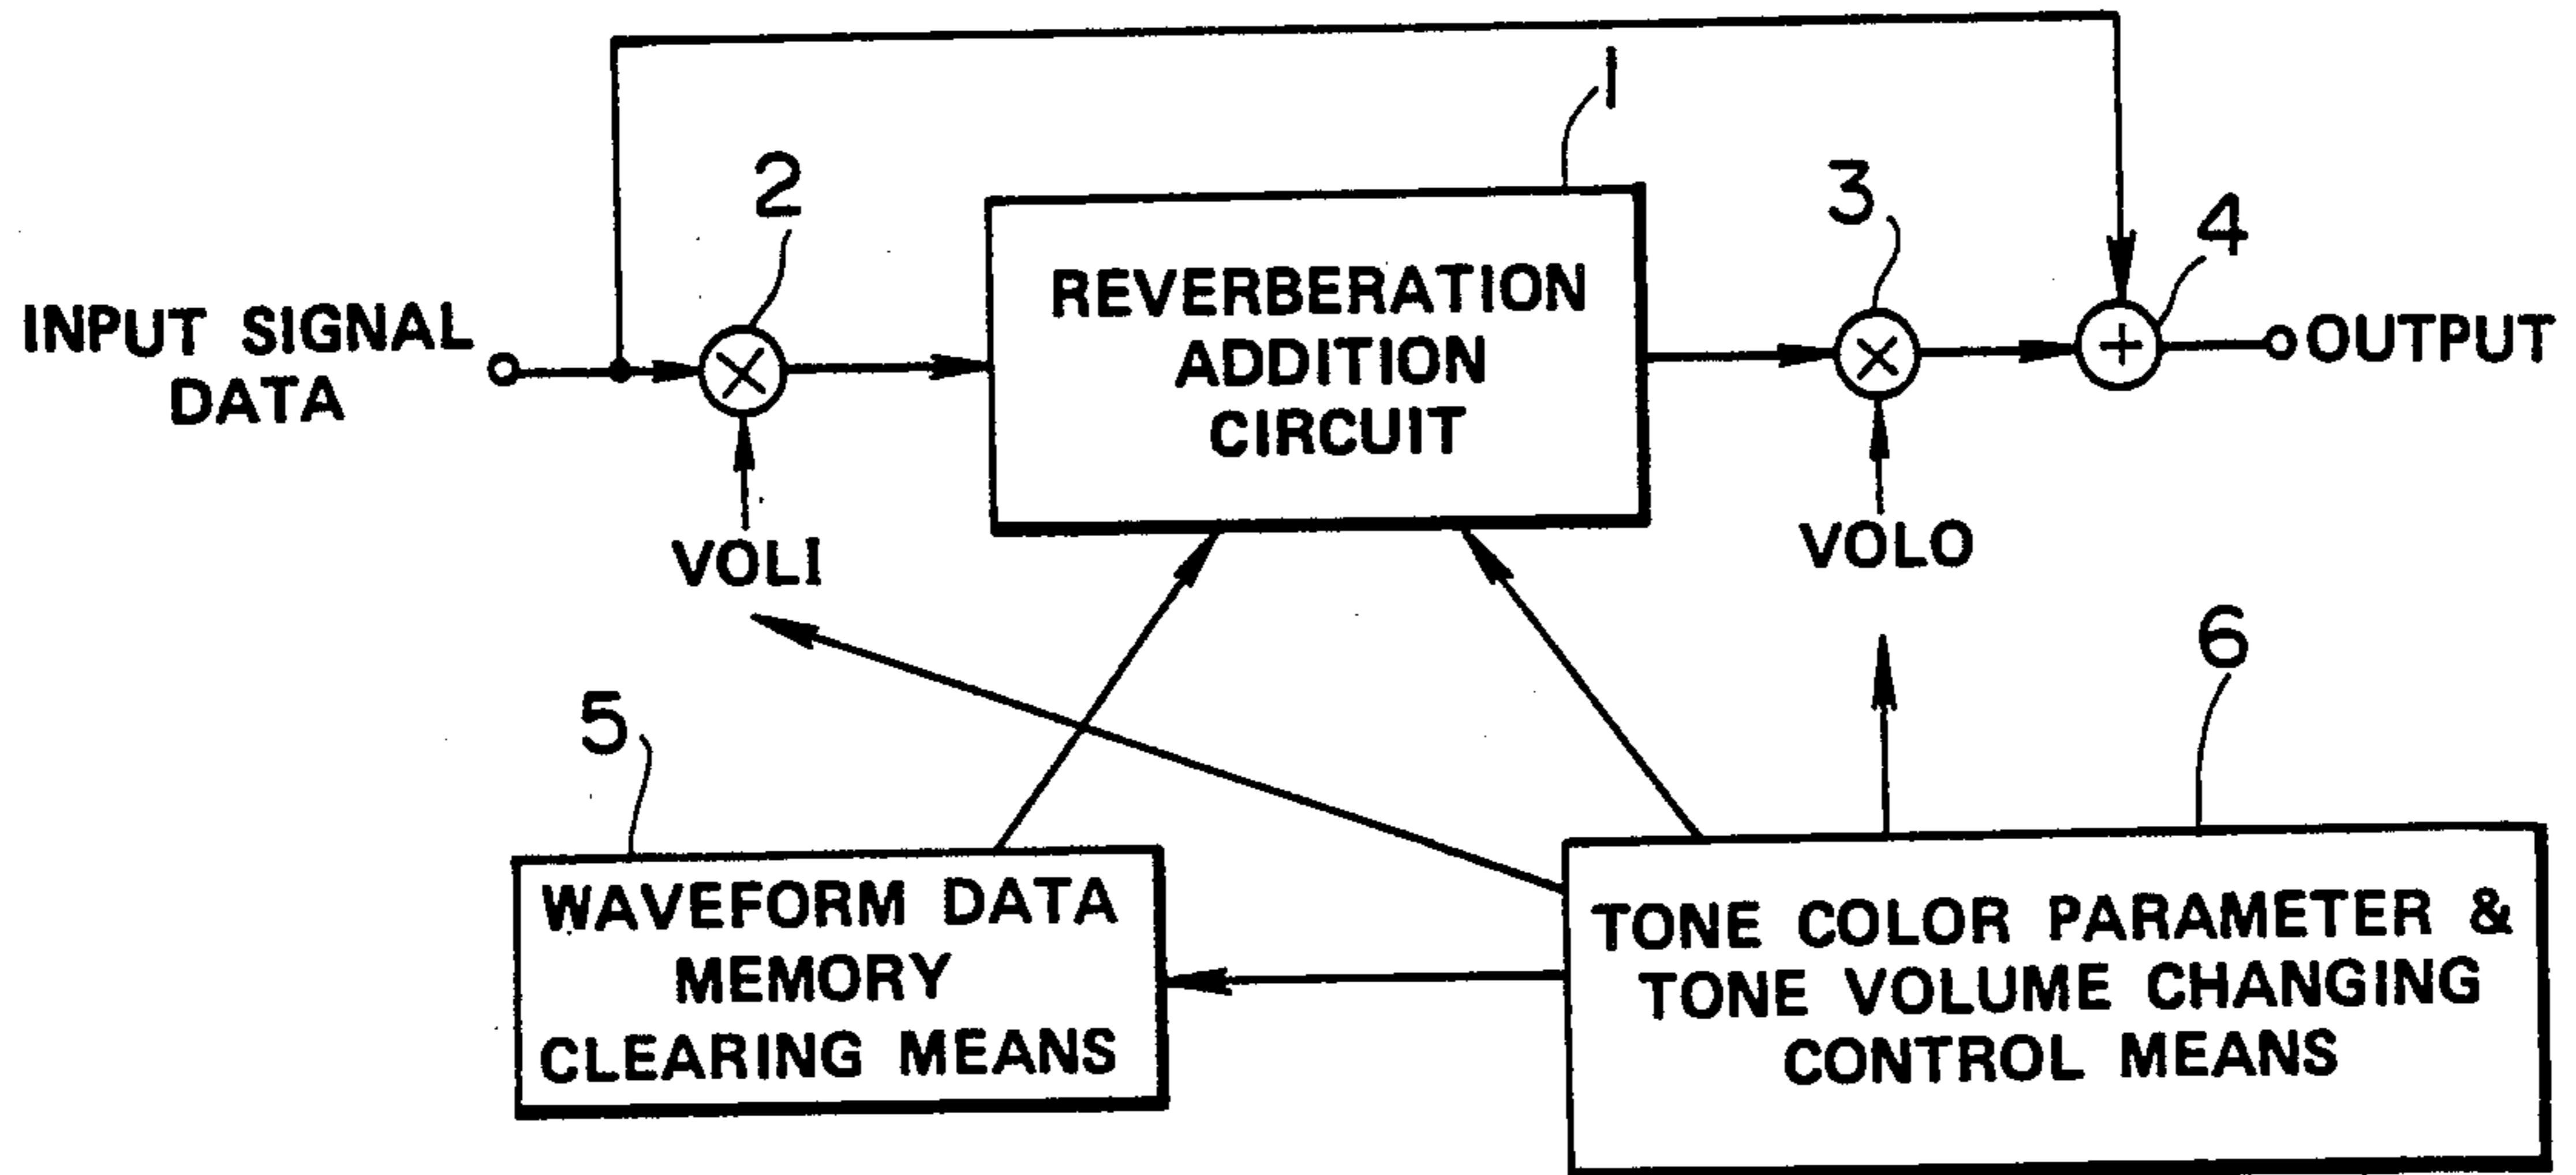 1
2
3
4
INPUT SIGNAL
DATA
REVERBERATION
ADDITION
CIRCUIT
OUTPUT
VOLI
VOLO
5
6
WAVEFORM DATA
MEMORY
CLEARING MEANS
TONE COLOR PARAMETER &
TONE VOLUME CHANGING
CONTROL MEANS